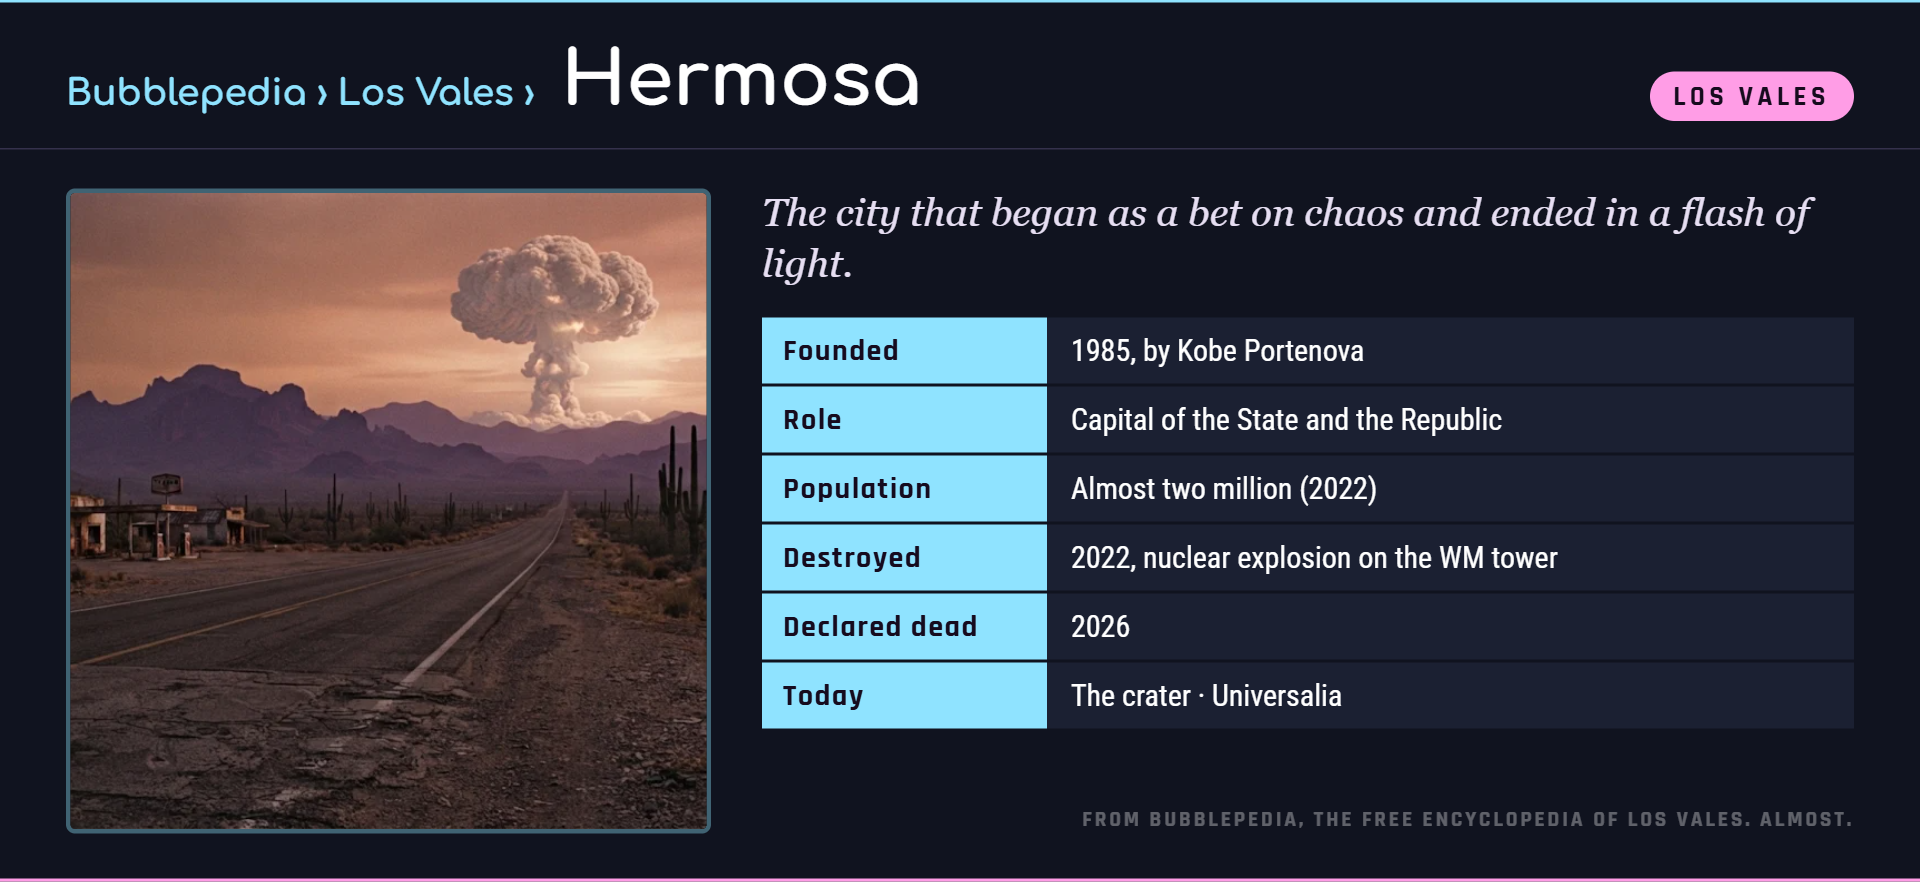 Bubblepedia › Los Vales › Hermosa
LOS VALES
The city that began as a bet on chaos and ended in a flash of
light.
Founded 1985, by Kobe Portenova
Role Capital of the State and the Republic
Population Almost two million (2022)
Destroyed 2022, nuclear explosion on the WM tower
Declared dead 2026
Today The crater · Universalia
FROM BUBBLEPEDIA, THE FREE ENCYCLOPEDIA OF LOS VALES. ALMOST.